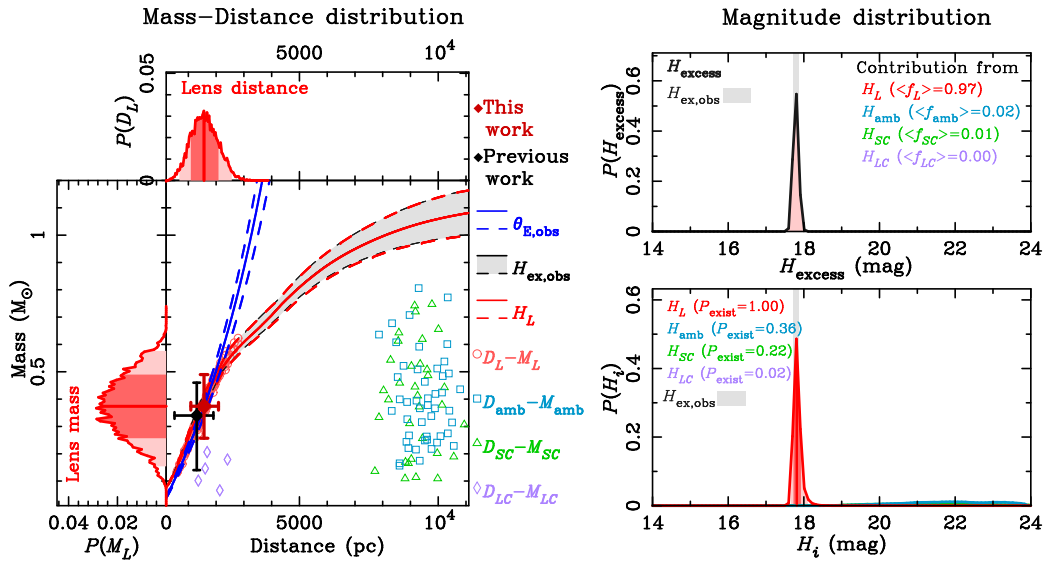 Mass-Distance distribution
5000 10⁴
0.05
0
P(D_L)
Lens distance
This work
Previous work
θ_E,obs
H_ex,obs
H_L
D_L-M_L
D_amb-M_amb
D_SC-M_SC
D_LC-M_LC
1
0.5
Mass (M⊙)
Lens mass
0.04 0.02 0 5000 10⁴
P(M_L)
Distance (pc)
Magnitude distribution
H_excess
H_ex,obs
Contribution from
H_L (<f_L>=0.97)
H_amb (<f_amb>=0.02)
H_SC (<f_SC>=0.01)
H_LC (<f_LC>=0.00)
0.6
0.4
0.2
0
P(H_excess)
14 16 18 20 22 24
H_excess (mag)
H_L (P_exist=1.00)
H_amb (P_exist=0.36)
H_SC (P_exist=0.22)
H_LC (P_exist=0.02)
H_ex,obs
0.6
0.4
0.2
0
P(H_i)
14 16 18 20 22 24
H_i (mag)